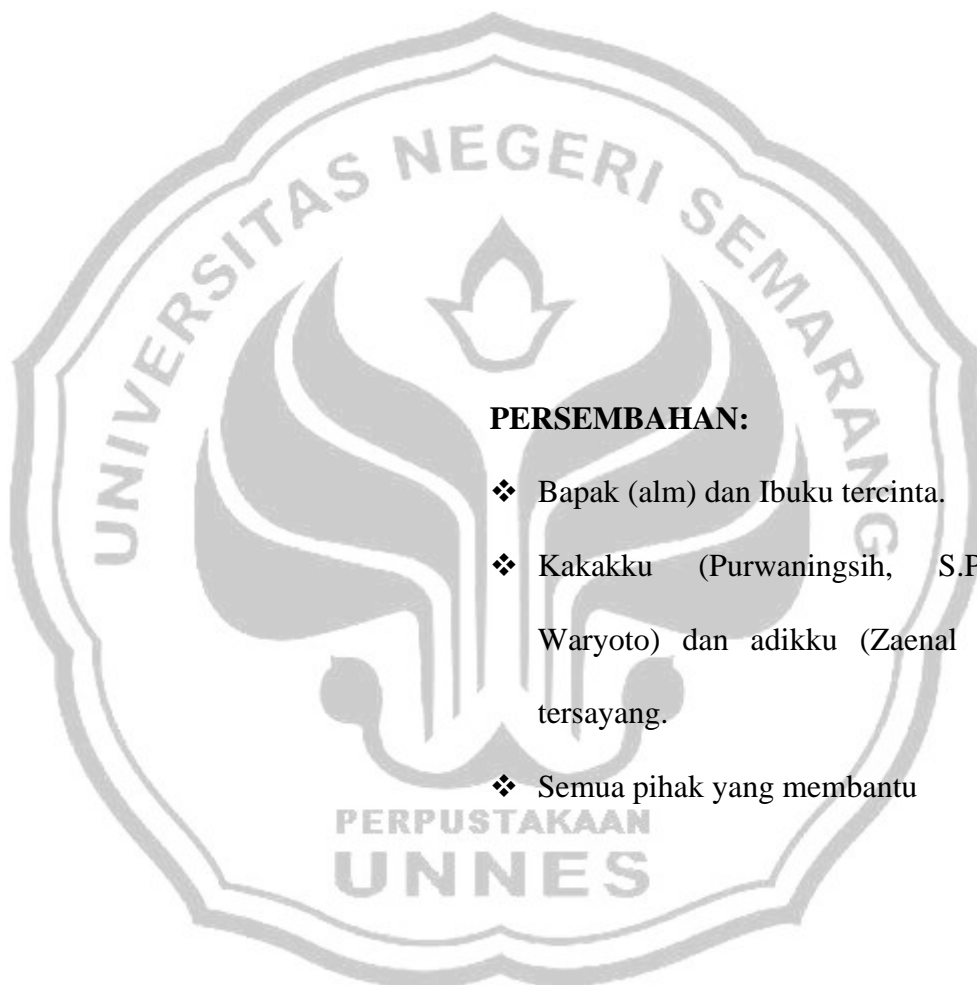 UNIVERSITAS NEGERI SEMARANG
PERSEMBAHAN:
❖ Bapak (alm) dan Ibuku tercinta.
❖ Kakakku (Purwaningsih, S.P
Waryoto) dan adikku (Zaenal
tersayang.
❖ Semua pihak yang membantu
PERPUSTAKAAN
UNNES